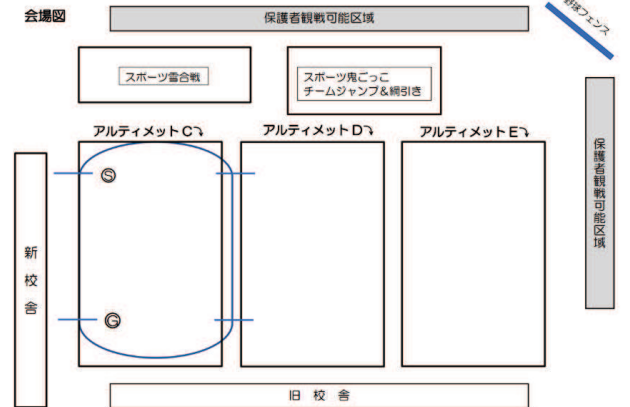 会場図
保護者観戦可能区域
野球フェンス
スポーツ雪合戦
スポーツ鬼ごっこ
チームジャンプ&綱引き
アルティメットC⤵
アルティメットD⤵
アルティメットE⤵
保護者観戦可能区域
新校舎
Ⓢ
Ⓖ
旧校舎